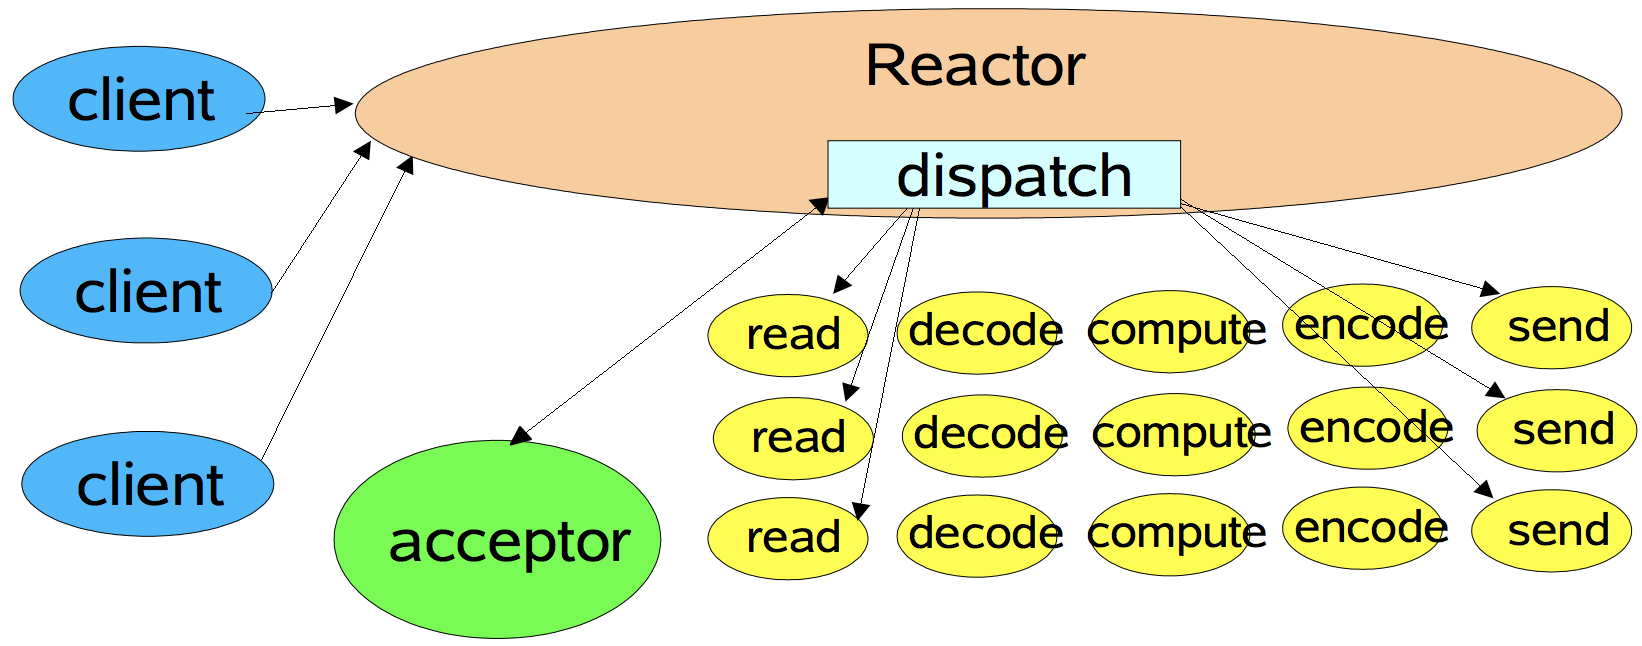 Reactor
client
dispatch
client
client
acceptor
read decode compute encode send
read decode compute encode send
read decode compute encode send